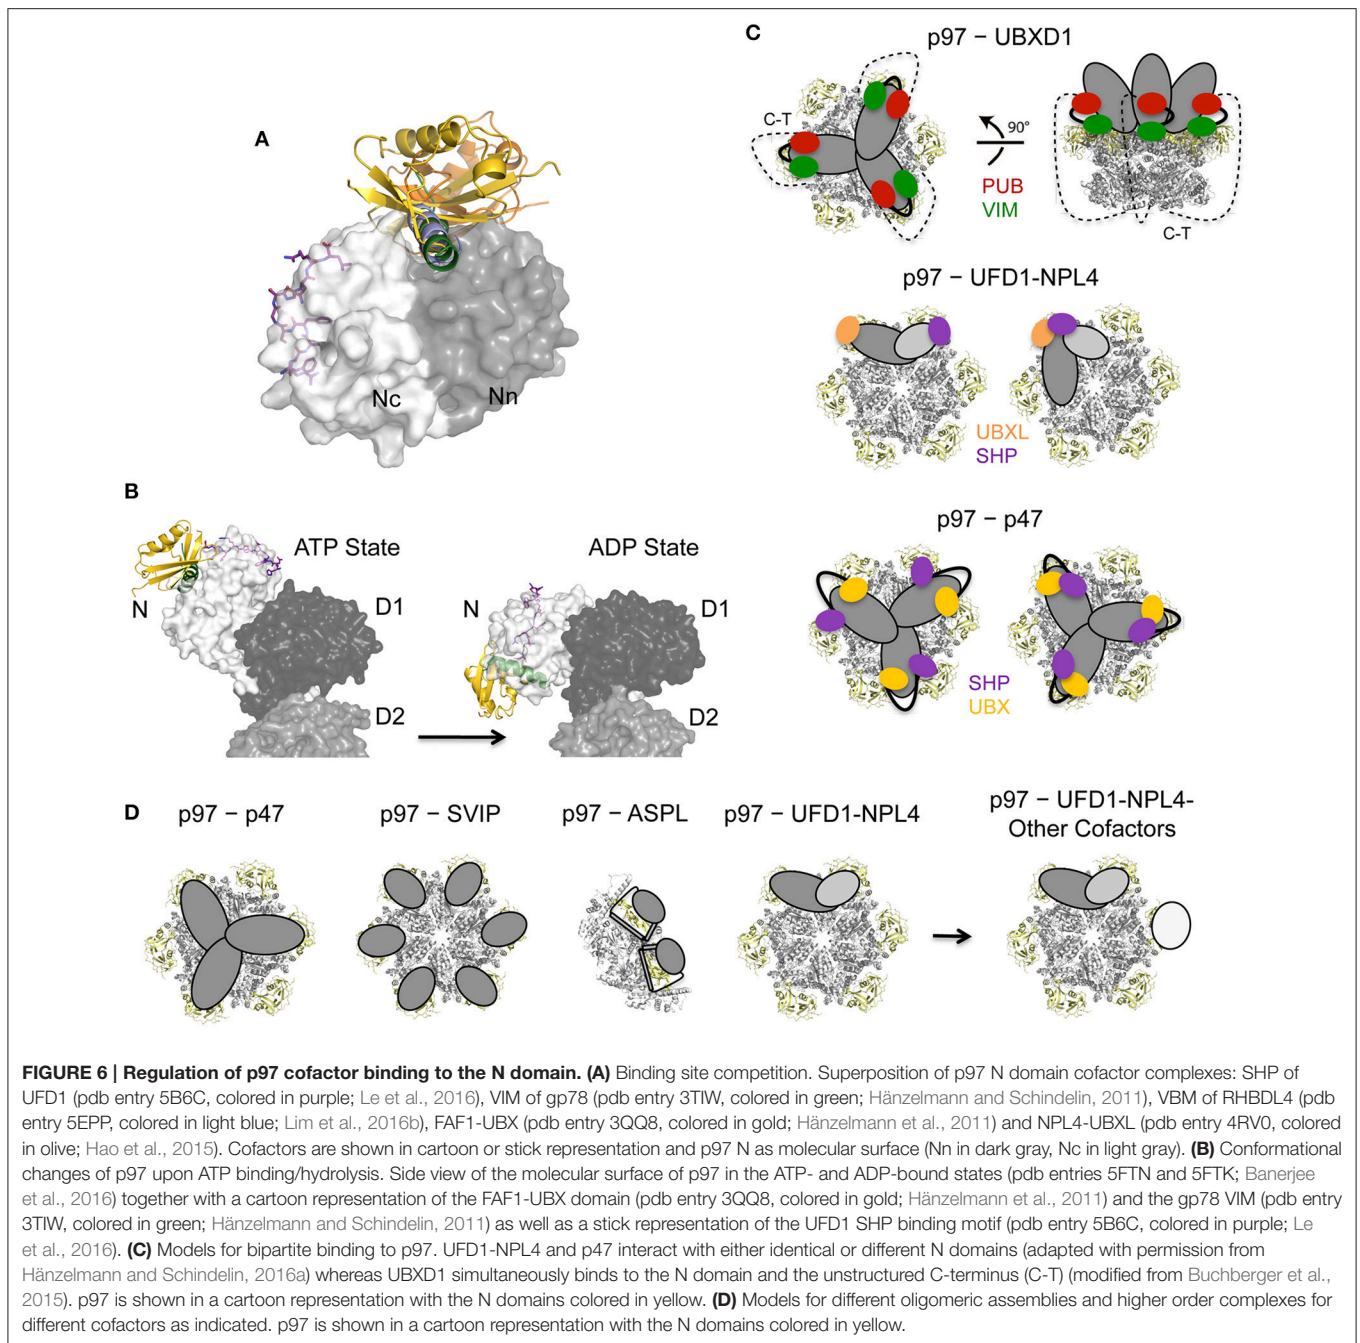 A
Nc
Nn
B
ATP State
N
D1
D2
ADP State
N
D1
D2
C
p97 – UBXD1
C-T
90°
PUB
VIM
C-T
p97 – UFD1-NPL4
UBXL
SHP
p97 – p47
SHP
UBX
D
p97 – p47
p97 – SVIP
p97 – ASPL
p97 – UFD1-NPL4
p97 – UFD1-NPL4-
Other Cofactors
FIGURE 6 | Regulation of p97 cofactor binding to the N domain. (A) Binding site competition. Superposition of p97 N domain cofactor complexes: SHP of
UFD1 (pdb entry 5B6C, colored in purple; Le et al., 2016), VIM of gp78 (pdb entry 3TIW, colored in green; Hänzelmann and Schindelin, 2011), VBM of RHBDL4 (pdb
entry 5EPP, colored in light blue; Lim et al., 2016b), FAF1-UBX (pdb entry 3QQ8, colored in gold; Hänzelmann et al., 2011) and NPL4-UBXL (pdb entry 4RV0, colored
in olive; Hao et al., 2015). Cofactors are shown in cartoon or stick representation and p97 N as molecular surface (Nn in dark gray, Nc in light gray). (B) Conformational
changes of p97 upon ATP binding/hydrolysis. Side view of the molecular surface of p97 in the ATP- and ADP-bound states (pdb entries 5FTN and 5FTK; Banerjee
et al., 2016) together with a cartoon representation of the FAF1-UBX domain (pdb entry 3QQ8, colored in gold; Hänzelmann et al., 2011) and the gp78 VIM (pdb entry
3TIW, colored in green; Hänzelmann and Schindelin, 2011) as well as a stick representation of the UFD1 SHP binding motif (pdb entry 5B6C, colored in purple; Le
et al., 2016). (C) Models for bipartite binding to p97. UFD1-NPL4 and p47 interact with either identical or different N domains (adapted with permission from
Hänzelmann and Schindelin, 2016a) whereas UBXD1 simultaneously binds to the N domain and the unstructured C-terminus (C-T) (modified from Buchberger et al.,
2015). p97 is shown in a cartoon representation with the N domains colored in yellow. (D) Models for different oligomeric assemblies and higher order complexes for
different cofactors as indicated. p97 is shown in a cartoon representation with the N domains colored in yellow.